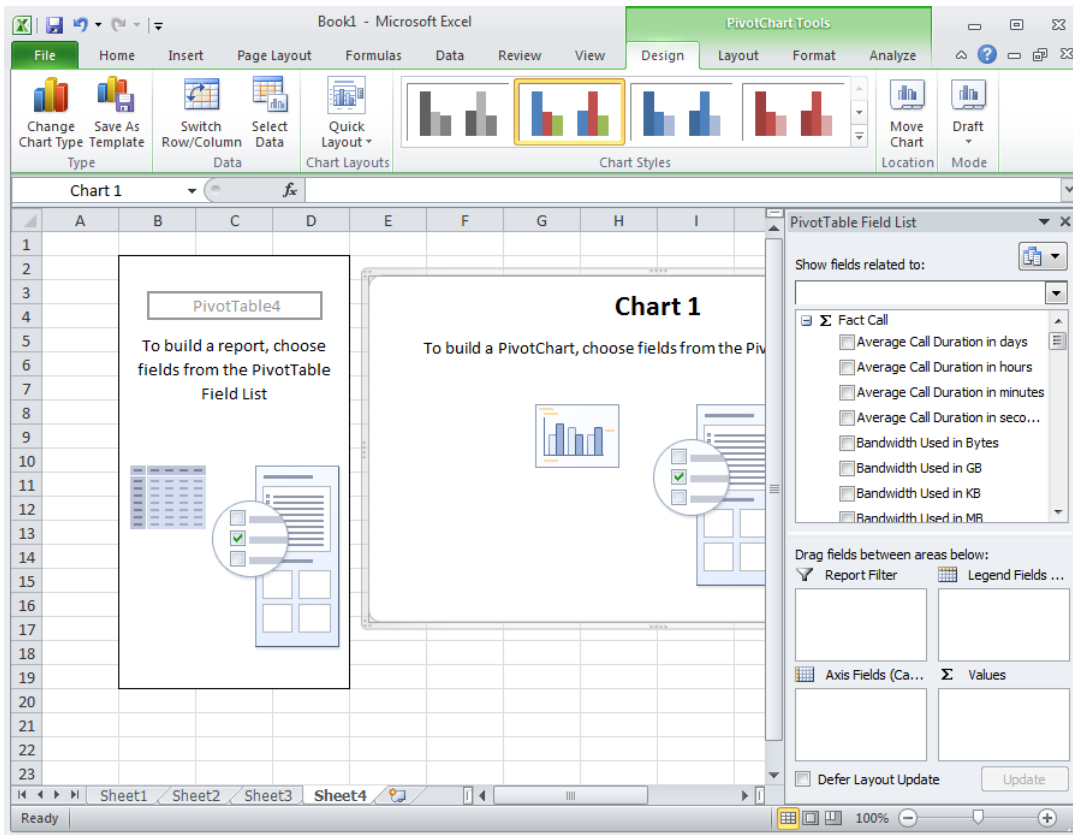 Book1 - Microsoft Excel
PivotChart Tools
File Home Insert Page Layout Formulas Data Review View Design Layout Format Analyze
Change Chart Type
Save As Template
Switch Row/Column
Select Data
Quick Layout
Move Chart
Draft
Type
Data
Chart Layouts
Chart Styles
Location
Mode
Chart 1
fx
A B C D E F G H I
1
2
3
4
5
6
7
8
9
10
11
12
13
14
15
16
17
18
19
20
21
22
23
PivotTable4
To build a report, choose
fields from the PivotTable
Field List
Chart 1
To build a PivotChart, choose fields from the Piv
PivotTable Field List
Show fields related to:
Σ Fact Call
Average Call Duration in days
Average Call Duration in hours
Average Call Duration in minutes
Average Call Duration in seco...
Bandwidth Used in Bytes
Bandwidth Used in GB
Bandwidth Used in KB
Bandwidth Used in MB
Drag fields between areas below:
Report Filter
Legend Fields ...
Axis Fields (Ca...
Σ Values
Defer Layout Update
Update
Sheet1 Sheet2 Sheet3 Sheet4
Ready
100%